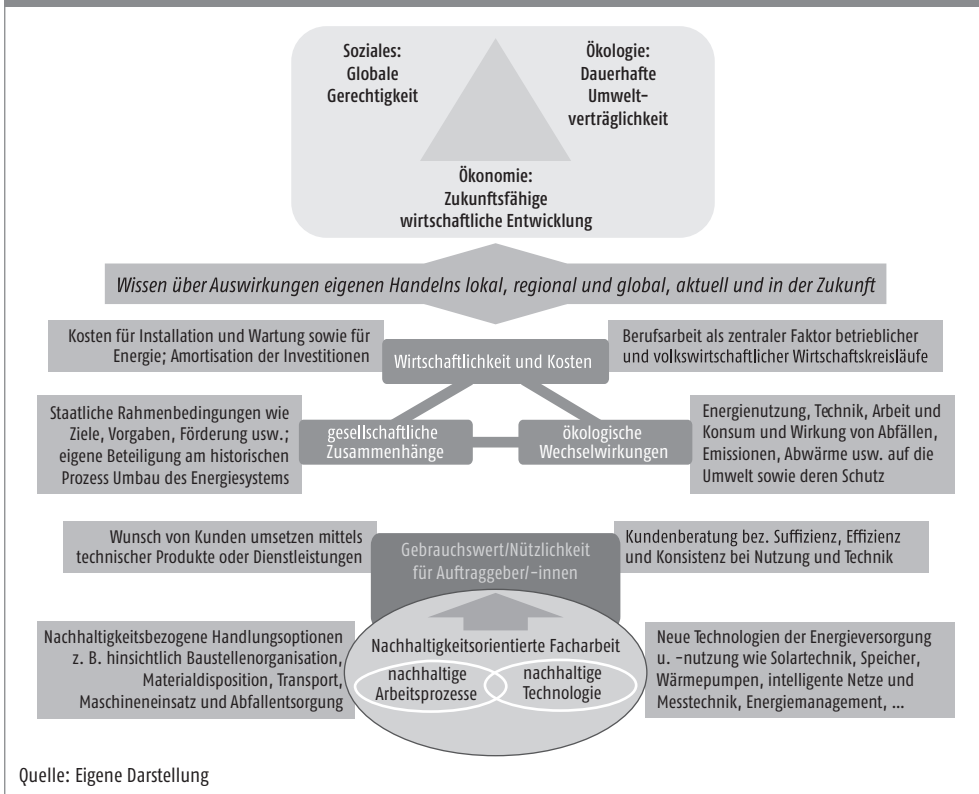 Soziales:
Globale
Gerechtigkeit
Ökologie:
Dauerhafte
Umwelt-
verträglichkeit
Ökonomie:
Zukunftsfähige
wirtschaftliche Entwicklung
Wissen über Auswirkungen eigenen Handelns lokal, regional und global, aktuell und in der Zukunft
Kosten für Installation und Wartung sowie für
Energie; Amortisation der Investitionen
Wirtschaftlichkeit und Kosten
Berufsarbeit als zentraler Faktor betrieblicher
und volkswirtschaftlicher Wirtschaftskreisläufe
Staatliche Rahmenbedingungen wie
Ziele, Vorgaben, Förderung usw.;
eigene Beteiligung am historischen
Prozess Umbau des Energiesystems
gesellschaftliche
Zusammenhänge
ökologische
Wechselwirkungen
Energienutzung, Technik, Arbeit und
Konsum und Wirkung von Abfällen,
Emissionen, Abwärme usw. auf die
Umwelt sowie deren Schutz
Wunsch von Kunden umsetzen mittels
technischer Produkte oder Dienstleistungen
Gebrauchswert/Nützlichkeit
für Auftraggeber/-innen
Kundenberatung bez. Suffizienz, Effizienz
und Konsistenz bei Nutzung und Technik
Nachhaltigkeitsbezogene Handlungsoptionen
z. B. hinsichtlich Baustellenorganisation,
Materialdisposition, Transport,
Maschineneinsatz und Abfallentsorgung
Nachhaltigkeitsorientierte Facharbeit
nachhaltige
Arbeitsprozesse
nachhaltige
Technologie
Neue Technologien der Energieversorgung
u. -nutzung wie Solartechnik, Speicher,
Wärmepumpen, intelligente Netze und
Messtechnik, Energiemanagement, ...
Quelle: Eigene Darstellung